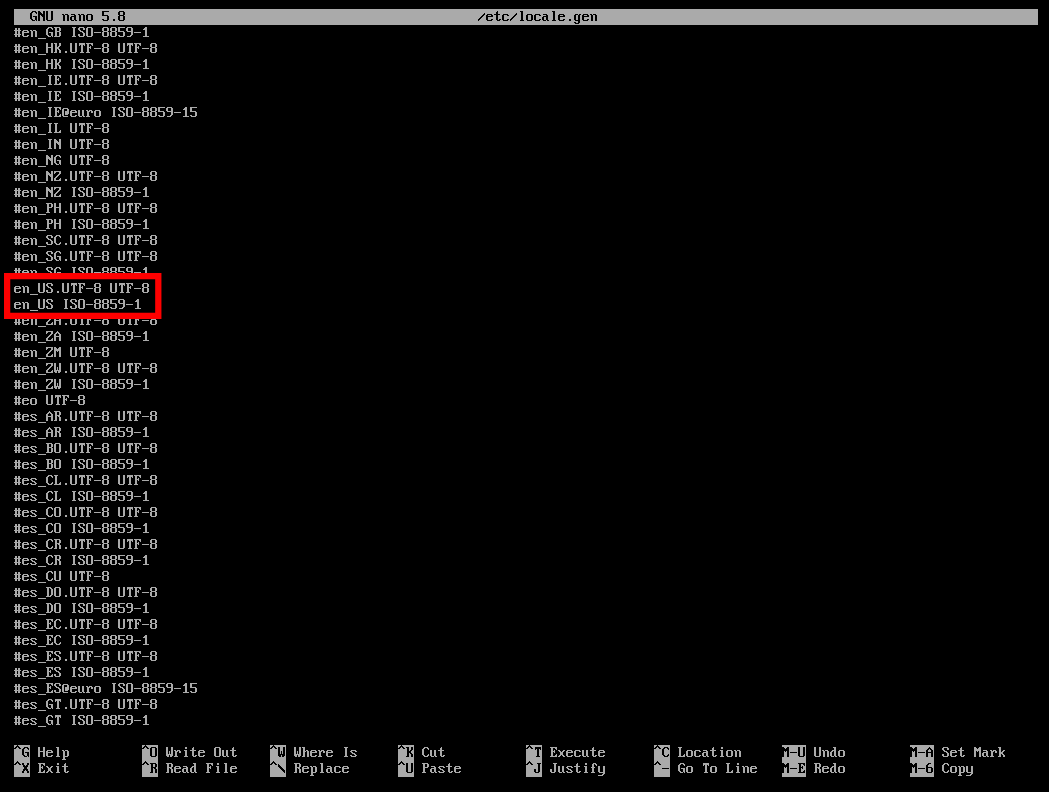 GNU nano 5.8 /etc/locale.gen
#en_GB ISO-8859-1
#en_HK.UTF-8 UTF-8
#en_HK ISO-8859-1
#en_IE.UTF-8 UTF-8
#en_IE ISO-8859-1
#en_IE@euro ISO-8859-15
#en_IL UTF-8
#en_IN UTF-8
#en_NG UTF-8
#en_NZ.UTF-8 UTF-8
#en_NZ ISO-8859-1
#en_PH.UTF-8 UTF-8
#en_PH ISO-8859-1
#en_SC.UTF-8 UTF-8
#en_SG.UTF-8 UTF-8
#en_SG ISO-8859-1
en_US.UTF-8 UTF-8
en_US ISO-8859-1
#en_ZA.UTF-8 UTF-8
#en_ZA ISO-8859-1
#en_ZM UTF-8
#en_ZW.UTF-8 UTF-8
#en_ZW ISO-8859-1
#eo UTF-8
#es_AR.UTF-8 UTF-8
#es_AR ISO-8859-1
#es_BO.UTF-8 UTF-8
#es_BO ISO-8859-1
#es_CL.UTF-8 UTF-8
#es_CL ISO-8859-1
#es_CO.UTF-8 UTF-8
#es_CO ISO-8859-1
#es_CR.UTF-8 UTF-8
#es_CR ISO-8859-1
#es_CU UTF-8
#es_DO.UTF-8 UTF-8
#es_DO ISO-8859-1
#es_EC.UTF-8 UTF-8
#es_EC ISO-8859-1
#es_ES.UTF-8 UTF-8
#es_ES ISO-8859-1
#es_ES@euro ISO-8859-15
#es_GT.UTF-8 UTF-8
#es_GT ISO-8859-1
^G Help ^O Write Out ^W Where Is ^K Cut ^T Execute ^C Location M-U Undo M-A Set Mark
^X Exit ^R Read File ^\ Replace ^U Paste ^J Justify ^_ Go To Line M-E Redo M-6 Copy